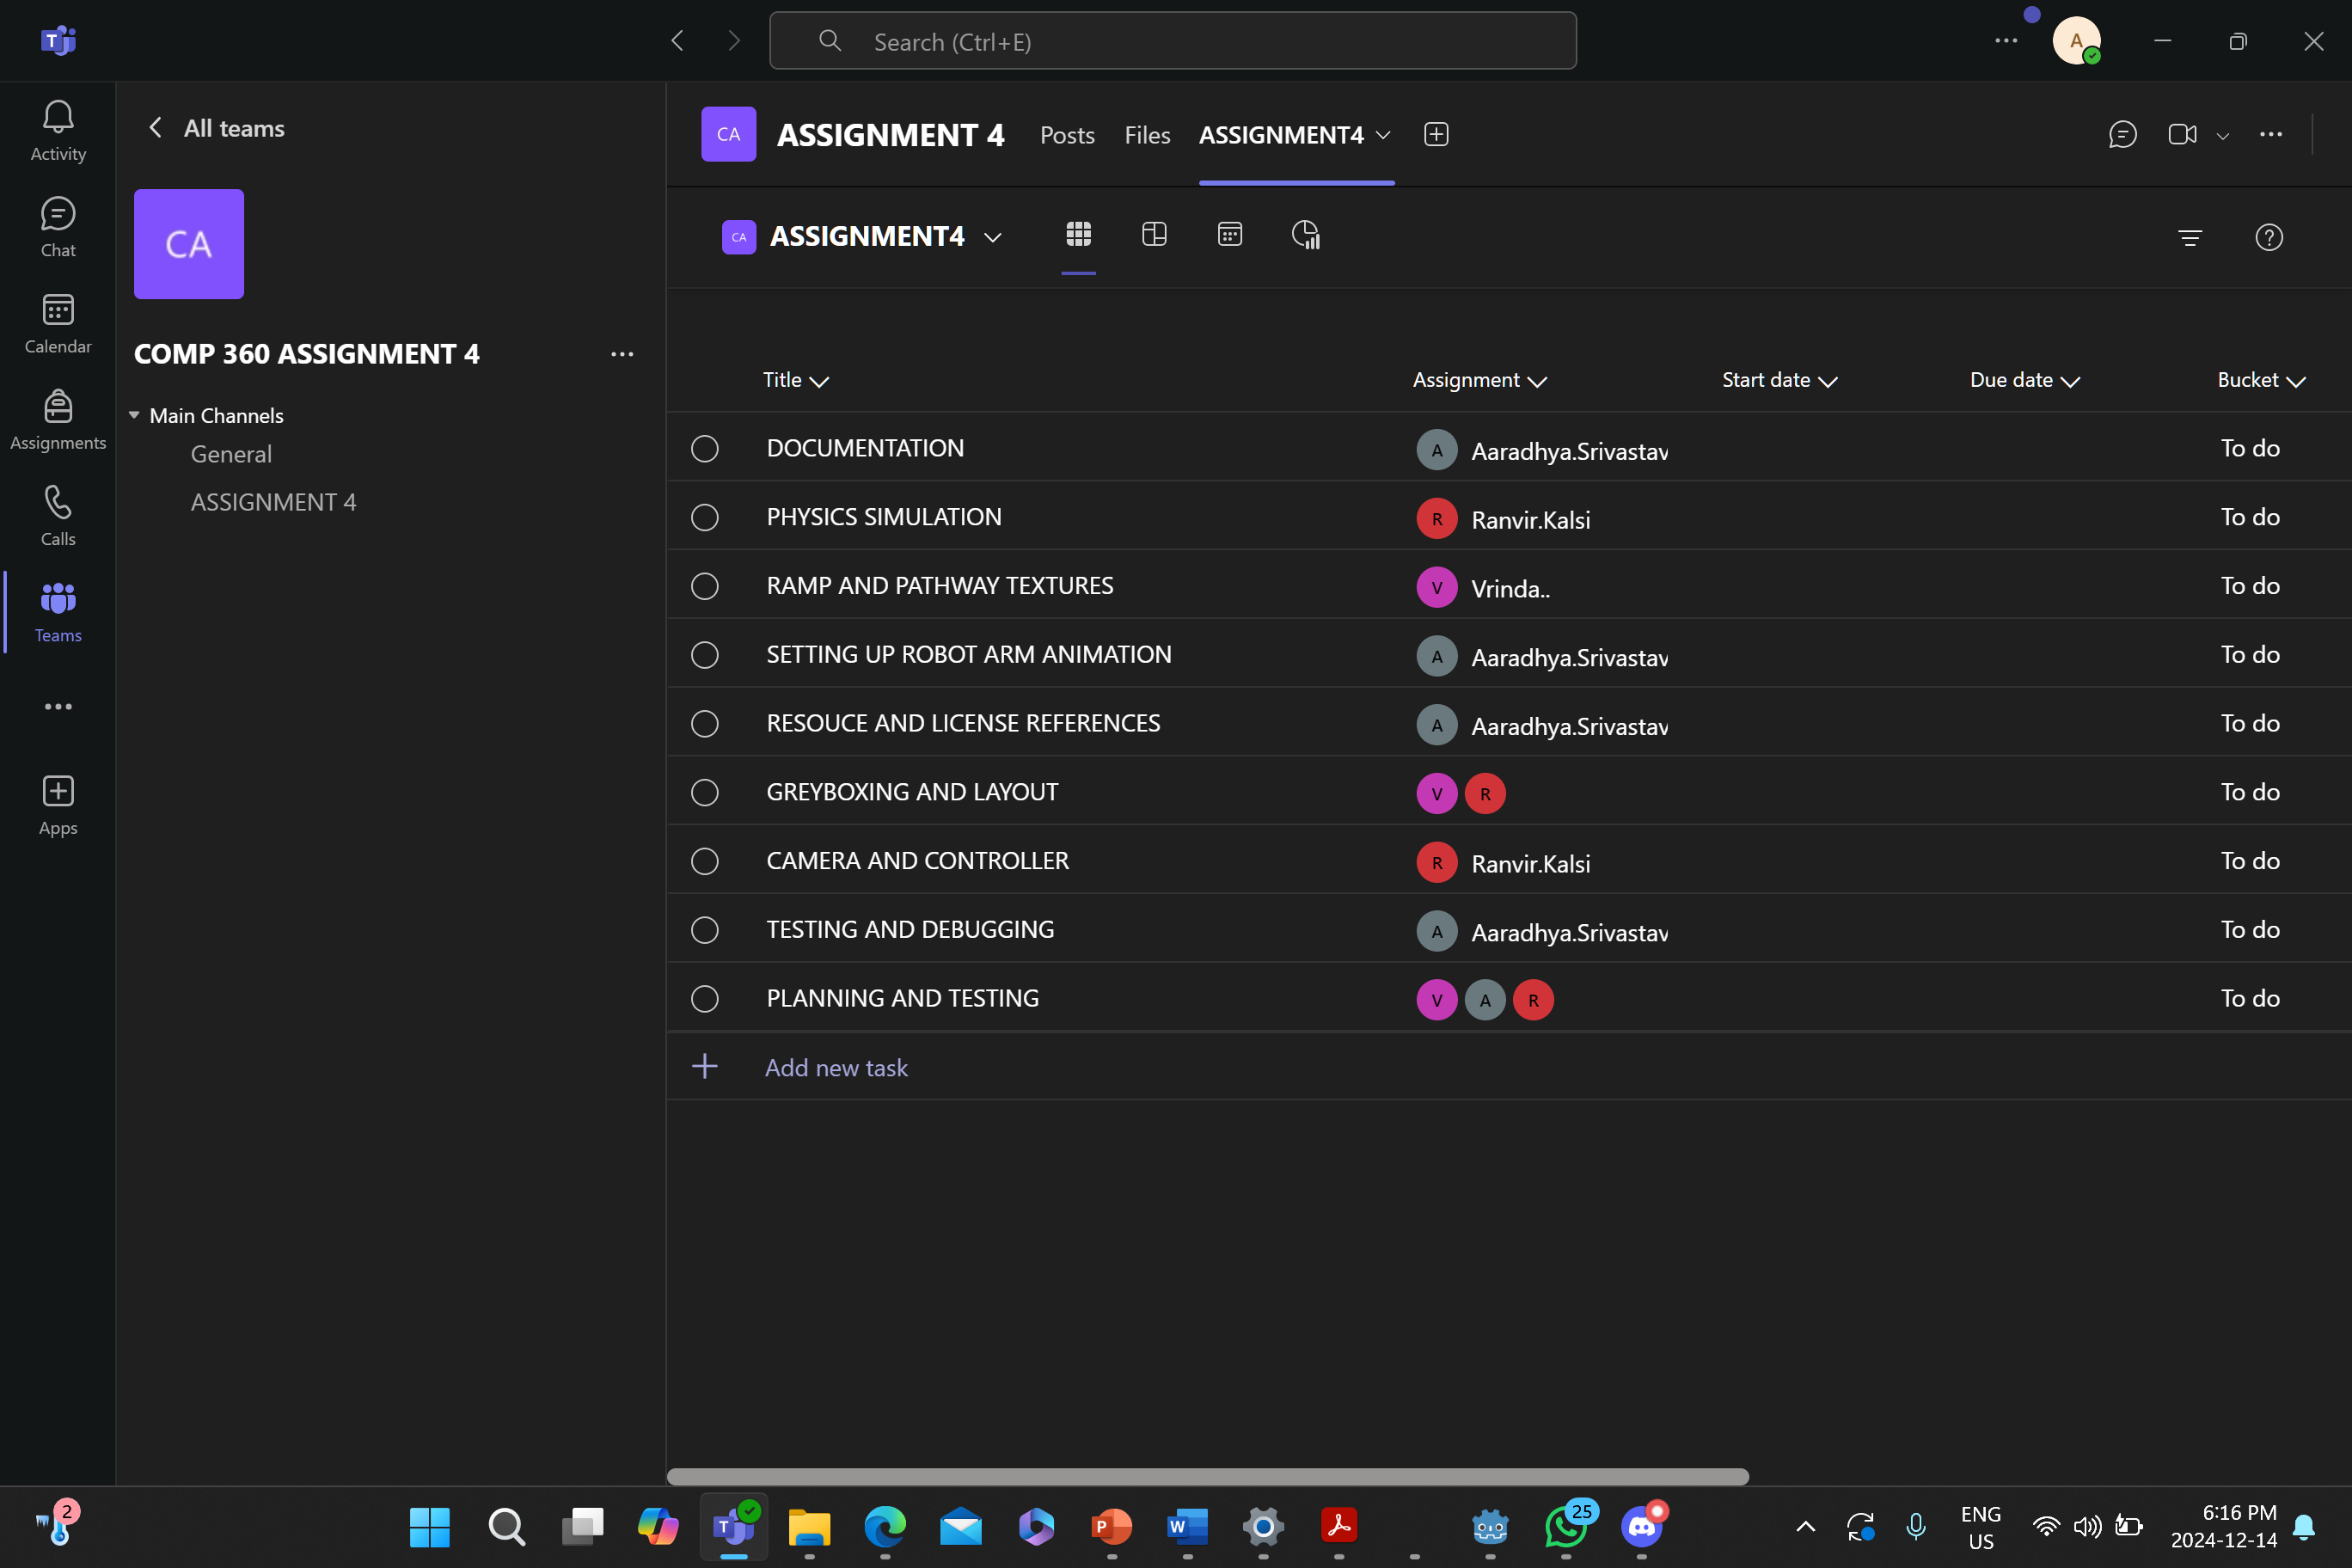 Search (Ctrl+E)
A
Activity
Chat
Calendar
Assignments
Calls
Teams
Apps
All teams
CA
COMP 360 ASSIGNMENT 4
Main Channels
General
ASSIGNMENT 4
CA ASSIGNMENT 4 Posts Files ASSIGNMENT4
CA ASSIGNMENT4
Title Assignment Start date Due date Bucket
DOCUMENTATION A Aaradhya.Srivastav To do
PHYSICS SIMULATION R Ranvir.Kalsi To do
RAMP AND PATHWAY TEXTURES V Vrinda.. To do
SETTING UP ROBOT ARM ANIMATION A Aaradhya.Srivastav To do
RESOUCE AND LICENSE REFERENCES A Aaradhya.Srivastav To do
GREYBOXING AND LAYOUT V R To do
CAMERA AND CONTROLLER R Ranvir.Kalsi To do
TESTING AND DEBUGGING A Aaradhya.Srivastav To do
PLANNING AND TESTING V A R To do
Add new task
2
25
ENG
US
6:16 PM
2024-12-14